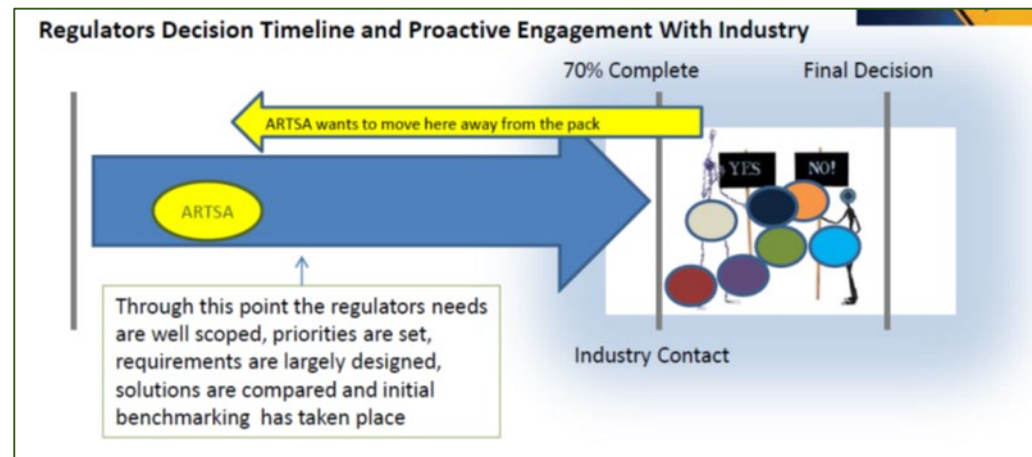 Regulators Decision Timeline and Proactive Engagement With Industry
70% Complete
Final Decision
ARTSA wants to move here away from the pack
YES
NO!
ARTSA
Through this point the regulators needs
are well scoped, priorities are set,
requirements are largely designed,
solutions are compared and initial
benchmarking has taken place
Industry Contact